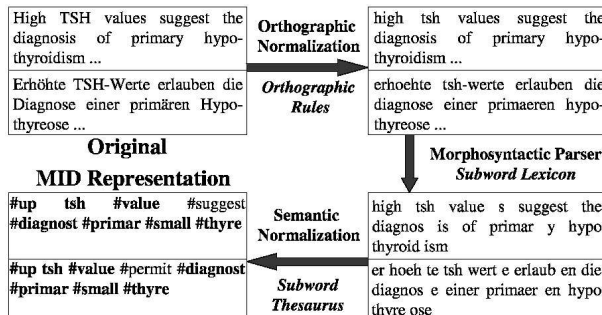 High TSH values suggest the
diagnosis of primary hypo-
thyroidism ...
Erhöhte TSH-Werte erlauben die
Diagnose einer primären Hypo-
thyreose ...
Original
Orthographic
Normalization
Orthographic
Rules
high tsh values suggest the
diagnosis of primary hypo-
thyroidism ...
erhoehte tsh-werte erlauben die
diagnose einer primaeren hypo-
thyreose ...
Morphosyntactic Parser
Subword Lexicon
high tsh value s suggest the
diagnos is of primar y hypo
thyroid ism
er hoeh te tsh wert e erlaub en die
diagnos e einer primaer en hypo
thyre ose
Semantic
Normalization
Subword
Thesaurus
MID Representation
#up tsh #value #suggest
#diagnost #primar #small #thyre
#up tsh #value #permit #diagnost
#primar #small #thyre